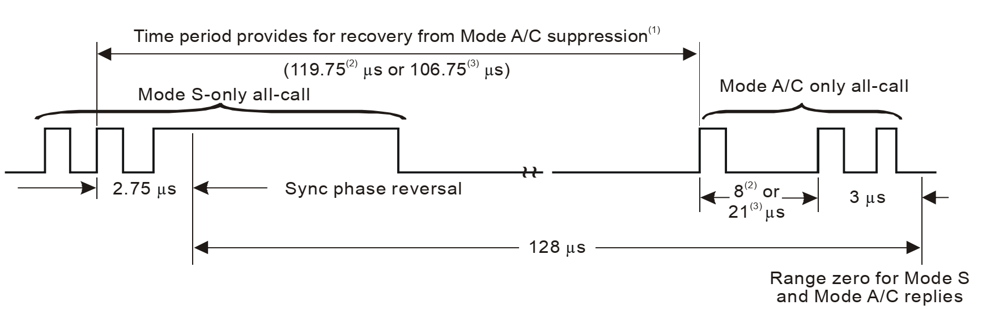 Time period provides for recovery from Mode A/C suppression(1)
(119.75(2) μs or 106.75(3) μs)
Mode S-only all-call
Mode A/C only all-call
2.75 μs
Sync phase reversal
8(2) or
21(3) μs
3 μs
128 μs
Range zero for Mode S
and Mode A/C replies